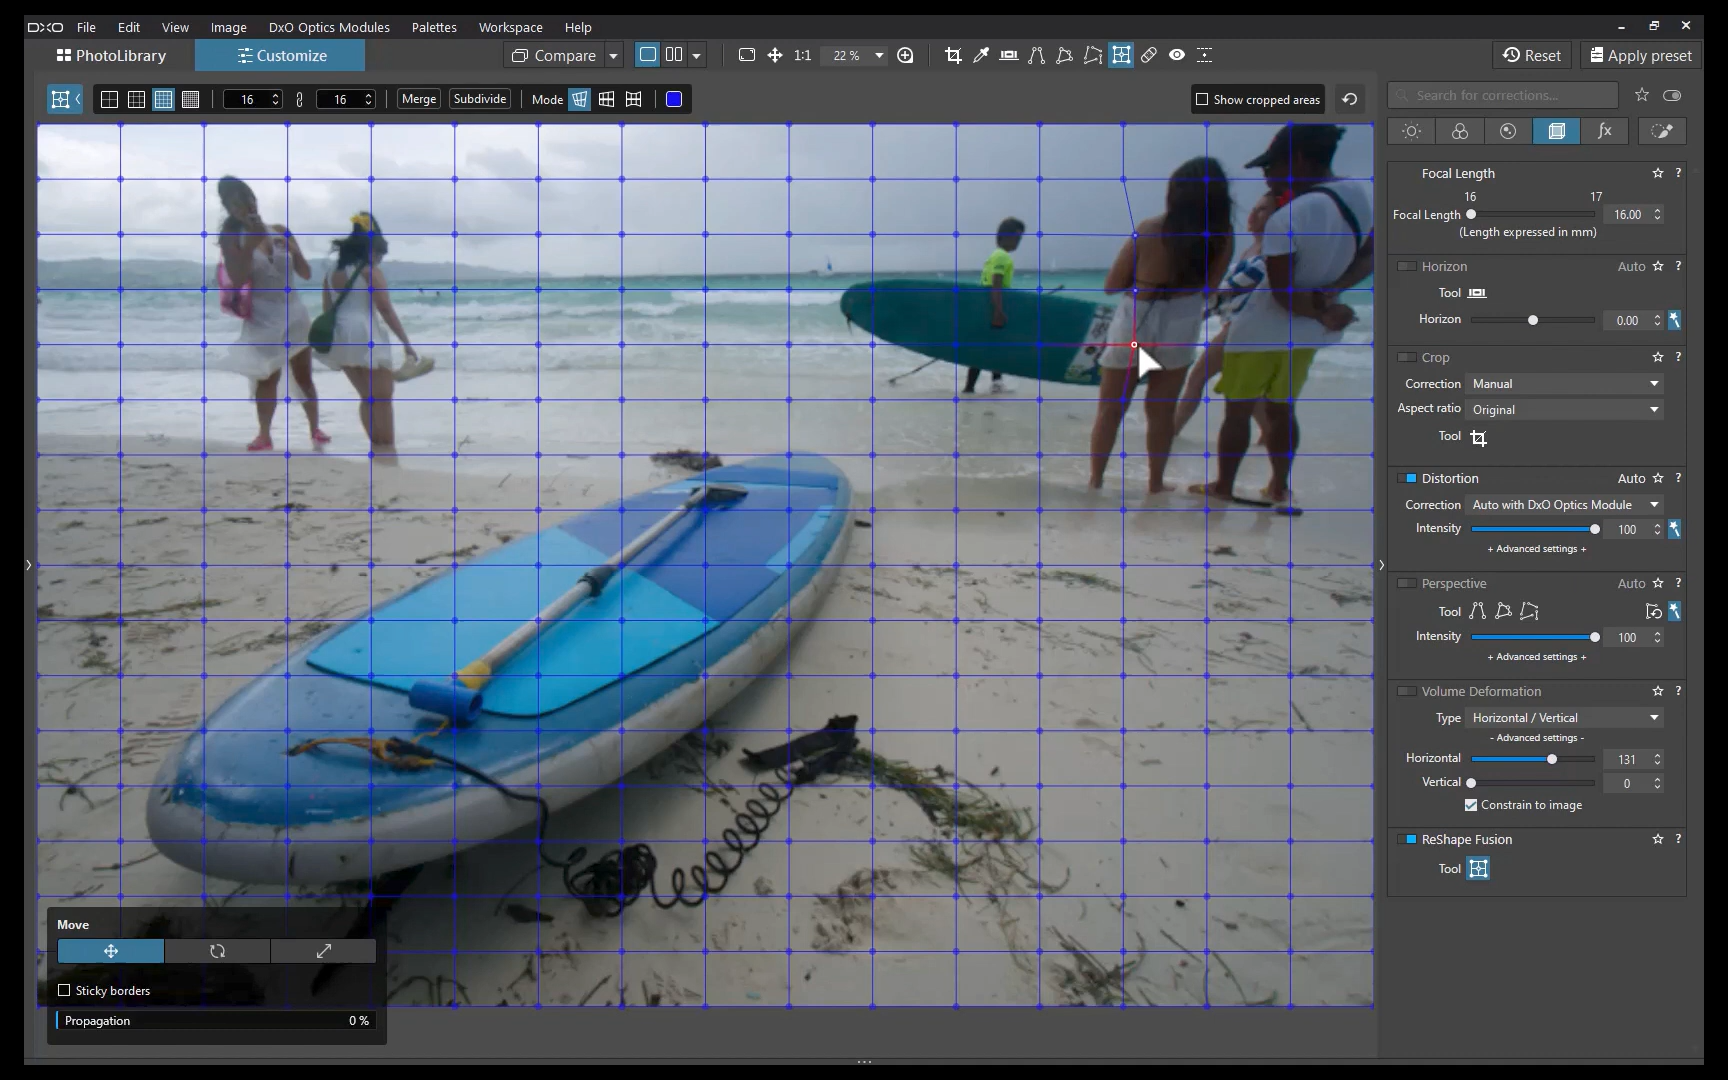 DXO File Edit View Image DxO Optics Modules Palettes Workspace Help
PhotoLibrary Customize Compare 1:1 22 % Reset Apply preset
16 16 Merge Subdivide Mode Show cropped areas
Search for corrections...
fx
Focal Length ?
16 17
Focal Length 16.00
(Length expressed in mm)
Horizon Auto ?
Tool
Horizon 0.00
Crop ?
Correction Manual
Aspect ratio Original
Tool
Distortion Auto ?
Correction Auto with DxO Optics Module
Intensity 100
+ Advanced settings +
Perspective Auto ?
Tool
Intensity 100
+ Advanced settings +
Volume Deformation ?
Type Horizontal / Vertical
- Advanced settings -
Horizontal 131
Vertical 0
Constrain to image
ReShape Fusion ?
Tool
Move
Sticky borders
Propagation 0 %